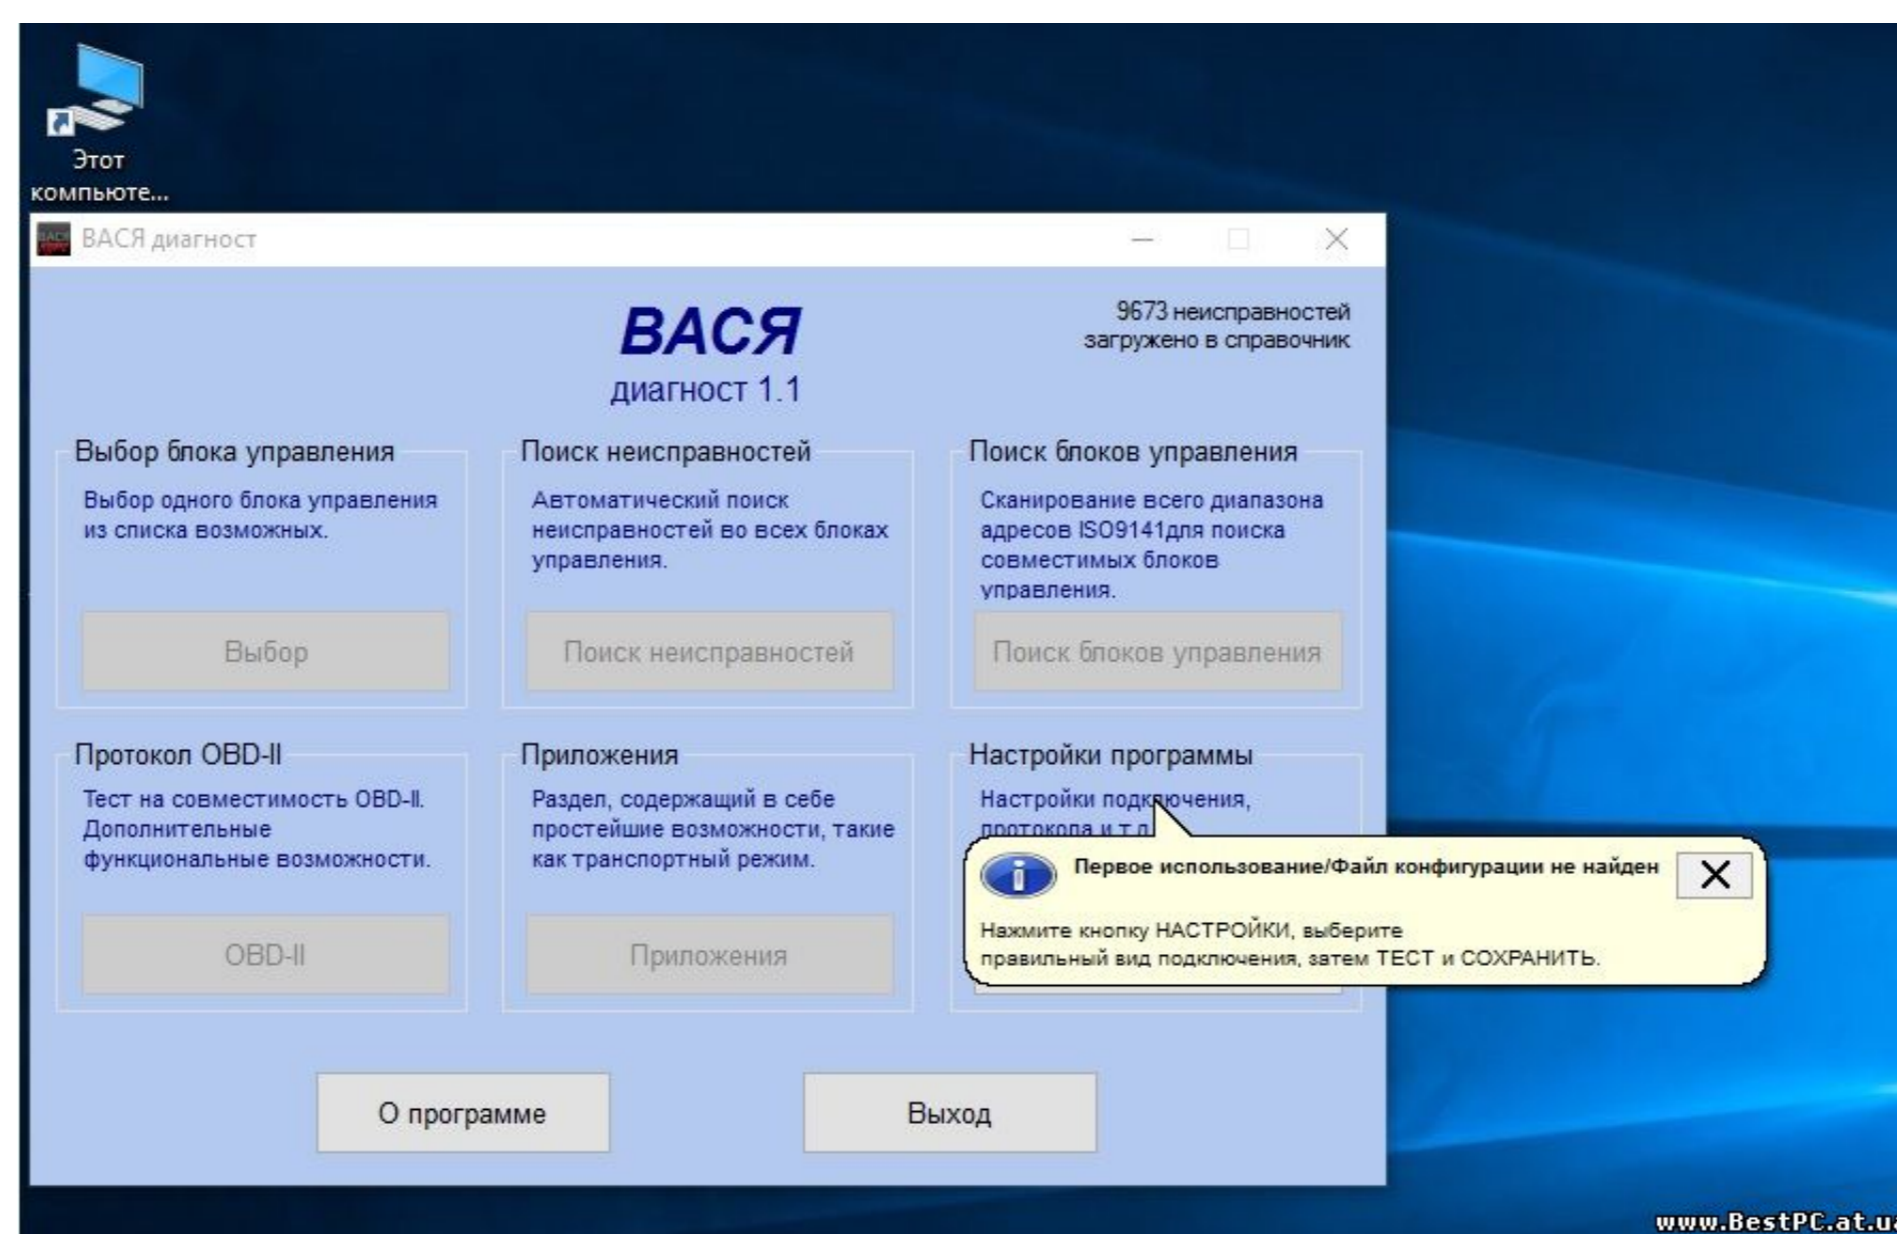 Этот
компьюте...
ВАСЯ диагност
ВАСЯ
диагност 1.1
9673 неисправностей
загружено в справочник
Выбор блока управления
Выбор одного блока управления
из списка возможных.
Выбор
Поиск неисправностей
Автоматический поиск
неисправностей во всех блоках
управления.
Поиск неисправностей
Поиск блоков управления
Сканирование всего диапазона
адресов ISO9141для поиска
совместимых блоков
управления.
Поиск блоков управления
Протокол OBD-II
Тест на совместимость OBD-II.
Дополнительные
функциональные возможности.
OBD-II
Приложения
Раздел, содержащий в себе
простейшие возможности, такие
как транспортный режим.
Приложения
Настройки программы
Настройки подключения,
протокола и т.д
Первое использование/Файл конфигурации не найден
Нажмите кнопку НАСТРОЙКИ, выберите
правильный вид подключения, затем ТЕСТ и СОХРАНИТЬ.
О программе
Выход
www.BestPC.at.ua